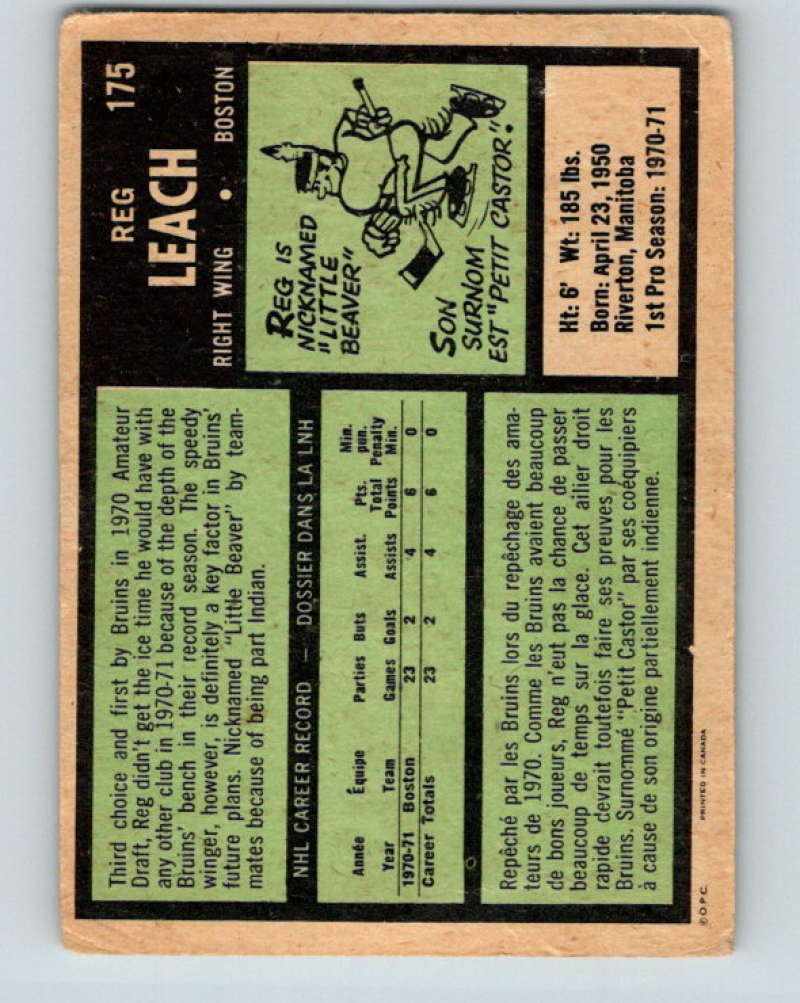 REG
LEACH
175
RIGHT WING • BOSTON
REG IS
NICKNAMED
"LITTLE
BEAVER"
SON
SURNOM
EST "PETIT CASTOR".
Ht: 6' Wt: 185 lbs.
Born: April 23, 1950
Riverton, Manitoba
1st Pro Season: 1970-71
Third choice and first by Bruins in 1970 Amateur
Draft, Reg didn't get the ice time he would have with
any other club in 1970-71 because of the depth of the
Bruins' bench in their record season. The speedy
winger, however, is definitely a key factor in Bruins'
future plans. Nicknamed "Little Beaver" by team-
mates because of being part Indian.
NHL CAREER RECORD — DOSSIER DANS LA LNH
Année Équipe Parties Buts Assist. Pts. Total Min. pun.
Year Team Games Goals Assists Points Penalty Min.
1970-71 Boston 23 2 4 6 0
Career Totals 23 2 4 6 0
Repêché par les Bruins lors du repêchage des ama-
teurs de 1970. Comme les Bruins avaient beaucoup
de bons joueurs, Reg n'eut pas la chance de passer
beaucoup de temps sur la glace. Cet ailier droit
rapide devrait toutefois faire ses preuves pour les
Bruins. Surnommé "Petit Castor" par ses coéquipiers
à cause de son origine partiellement indienne.
© O.P.C. PRINTED IN CANADA